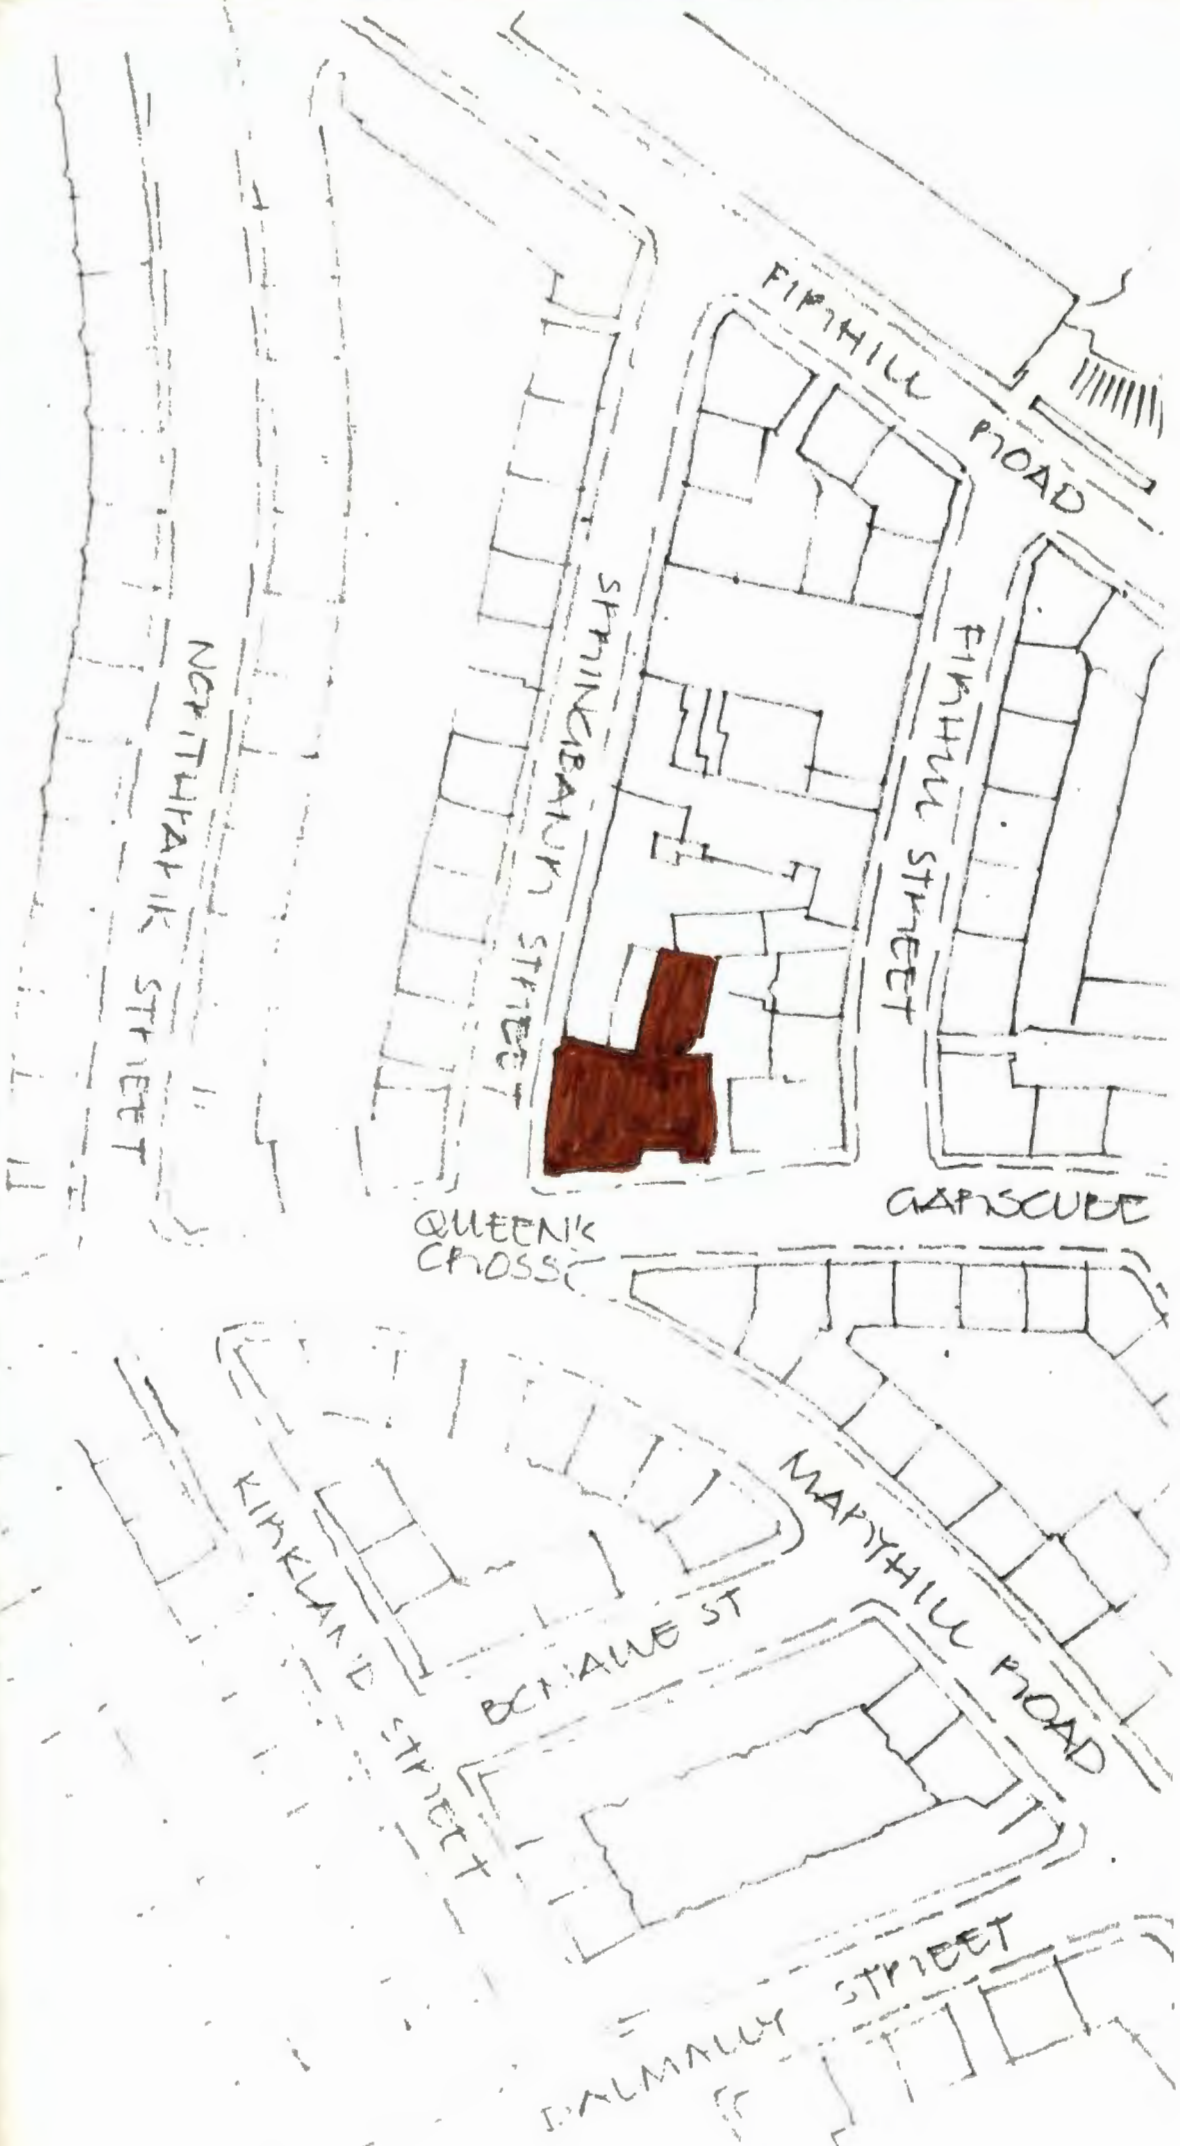 FIRHILL ROAD
SPRINGBANK STREET
FIRHILL STREET
NORTHPARK STREET
GARSCUBE
QUEEN'S
CROSS
MARYHILL ROAD
KIRKLAND STREET
BONAWE ST
DALMALLY STREET